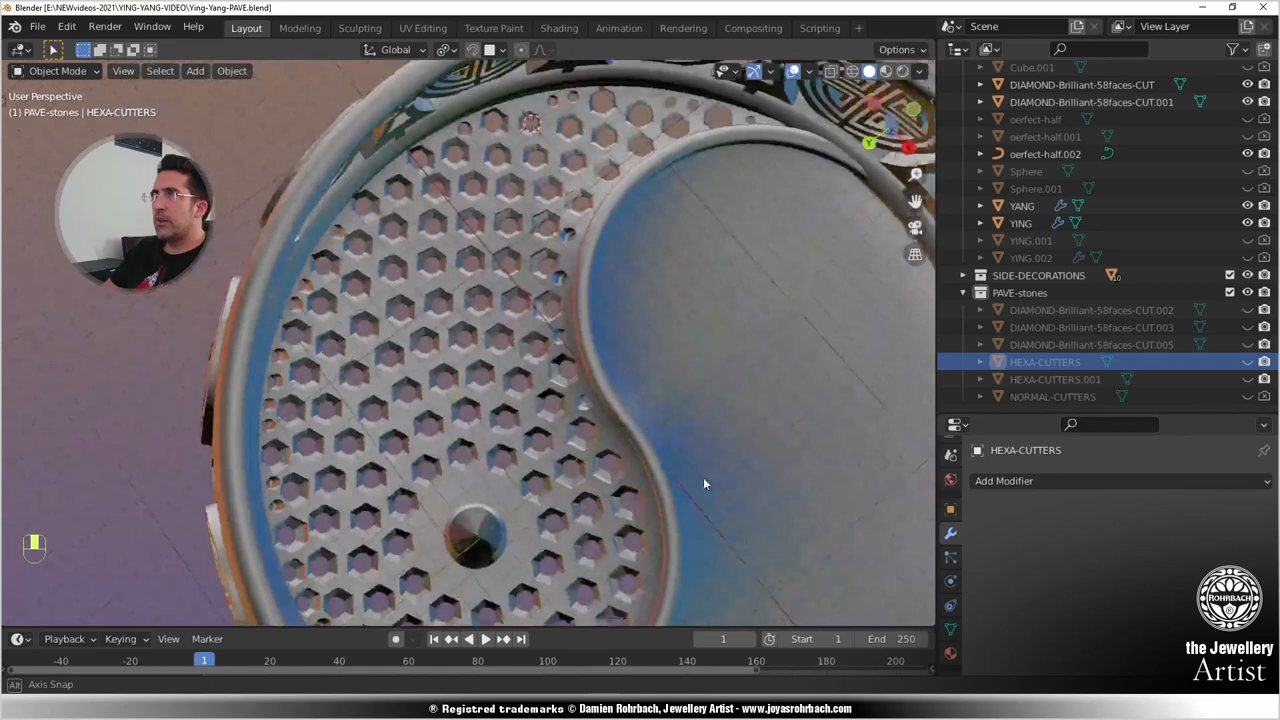 Blender [E:\NEWvideos-2021\YING-YANG-VIDEO\Ying-Yang-PAVE.blend]
File Edit Render Window Help Layout Modeling Sculpting UV Editing Texture Paint Shading Animation Rendering Compositing Scripting + Scene View Layer
Global Options
Object Mode View Select Add Object
User Perspective
(1) PAVE-stones | HEXA-CUTTERS
Y
Cube.001
DIAMOND-Brilliant-58faces-CUT
DIAMOND-Brilliant-58faces-CUT.001
oerfect-half
oerfect-half.001
oerfect-half.002
Sphere
Sphere.001
YANG
YING
YING.001
YING.002
SIDE-DECORATIONS 10
PAVE-stones
DIAMOND-Brilliant-58faces-CUT.002
DIAMOND-Brilliant-58faces-CUT.003
DIAMOND-Brilliant-58faces-CUT.005
HEXA-CUTTERS
HEXA-CUTTERS.001
NORMAL-CUTTERS
HEXA-CUTTERS
Add Modifier
ROHRBACH
the Jewellery
Artist
Playback Keying View Marker 1 Start 1 End 250
-40 -20 1 20 40 60 80 100 120 140 160 180 200
Alt Axis Snap
® Registered trademarks © Damien Rohrbach, Jewellery Artist - www.joyasrohrbach.com